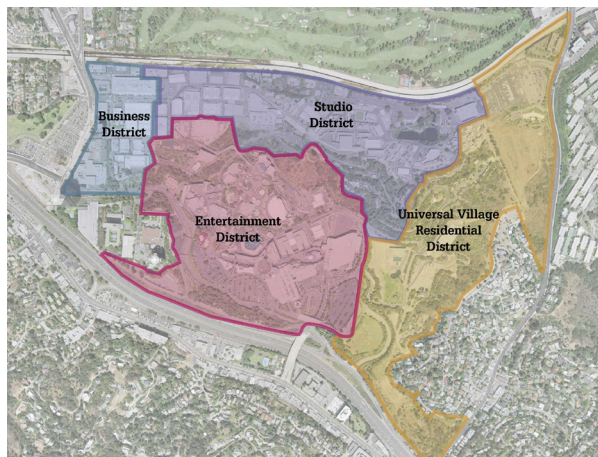 Business
District
Studio
District
Entertainment
District
Universal Village
Residential
District